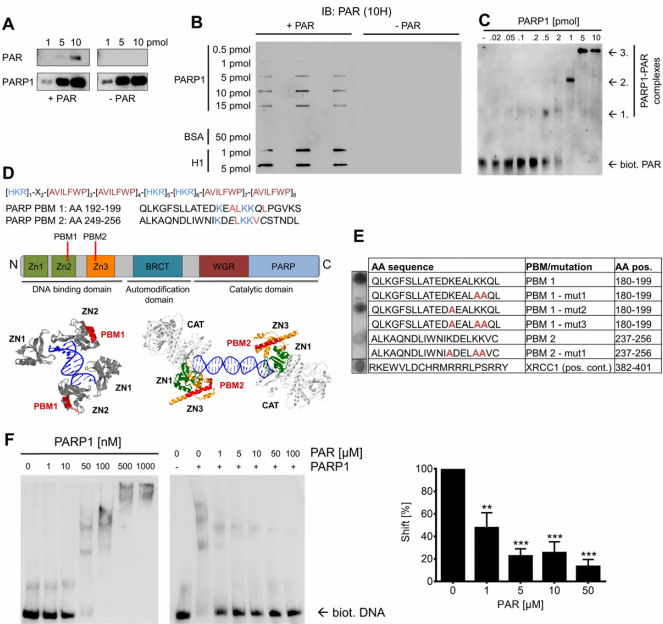 A
1 5 10 1 5 10 pmol
PAR
PARP1
+ PAR - PAR
B
IB: PAR (10H)
+ PAR - PAR
0.5 pmol
1 pmol
PARP1 5 pmol
10 pmol
15 pmol
BSA 50 pmol
H1 1 pmol
5 pmol
C
PARP1 [pmol]
- .02 .05 .1 .2 .5 2 1 5 10
← 3.
← 2.
← 1.
PARP1-PAR complexes
← biot. PAR
D
[HKR]1-X2-[AVILFWP]3-[AVILFWP]4-[HKR]5-[HKR]6-[AVILFWP]7-[AVILFWP]8
PARP PBM 1: AA 192-199 QLKGFSLLATEDKEALKKQLPGVKS
PARP PBM 2: AA 249-256 ALKAQNDLIWNIKDELKKVCSTNDL
PBM1 PBM2
N Zn1 Zn2 Zn3 BRCT WGR PARP C
DNA binding domain Automodification domain Catalytic domain
ZN2
PBM1
ZN1
ZN1
PBM1
ZN2
CAT
ZN3
PBM2
ZN1
ZN1
PBM2
ZN3
CAT
E
AA sequence PBM/mutation AA pos.
QLKGFSLLATEDKEALKKQL PBM 1 180-199
QLKGFSLLATEDKEALAAQL PBM 1 - mut1 180-199
QLKGFSLLATEDAEALKKQL PBM 1 - mut2 180-199
QLKGFSLLATEDAEALAAQL PBM 1 - mut3 180-199
ALKAQNDLIWNIKDELKKVC PBM 2 237-256
ALKAQNDLIWNIADELAAVC PBM 2 - mut1 237-256
RKEWVLDCHRMRRRLPSRRY XRCC1 (pos. cont.) 382-401
F
PARP1 [nM]
0 1 10 50 100 500 1000
0 0 1 5 10 50 100 PAR [µM]
- + + + + + + PARP1
← biot. DNA
Shift [%]
100
80
60
40
20
0
**
***
***
***
0 1 5 10 50
PAR [µM]